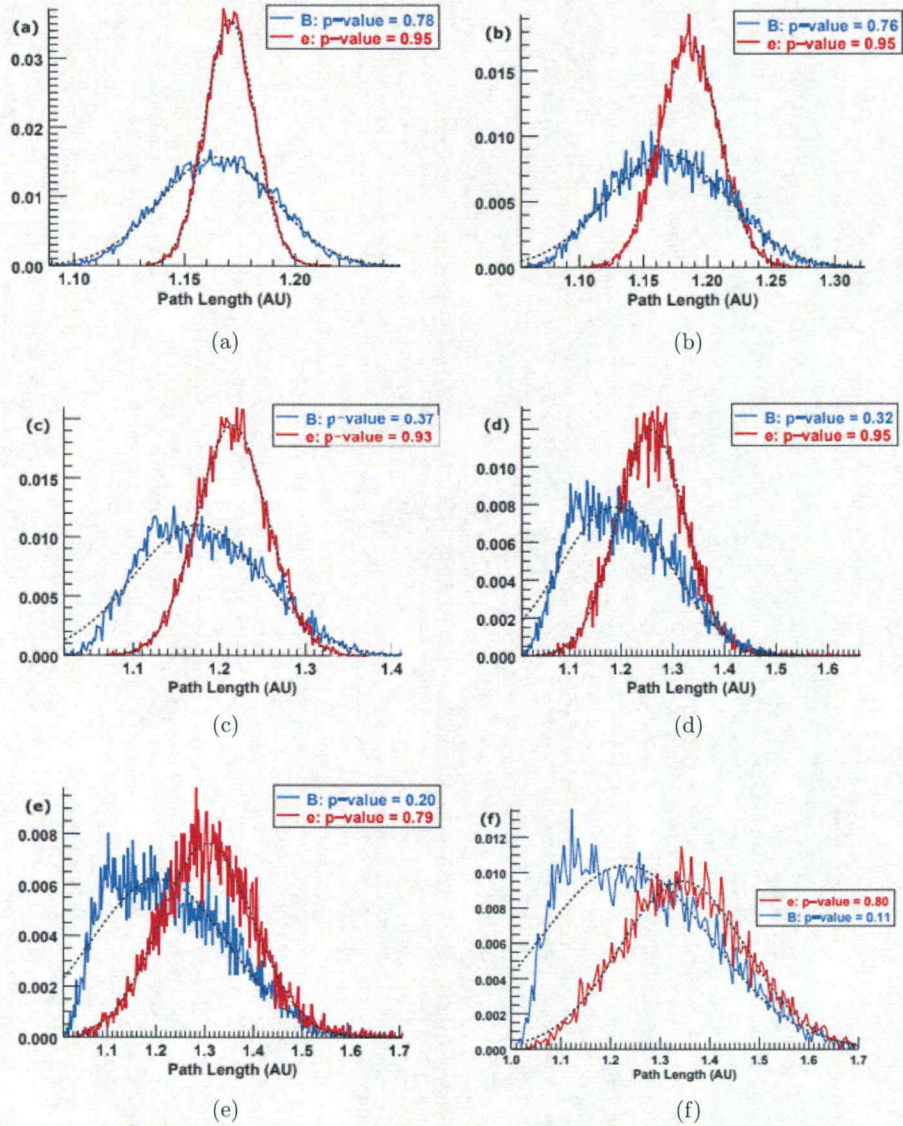 (a)
B: p-value = 0.78
e: p-value = 0.95
0.03
0.02
0.01
0.00
1.10
1.15
1.20
Path Length (AU)
(a)
(b)
B: p-value = 0.76
e: p-value = 0.95
0.015
0.010
0.005
0.000
1.10
1.15
1.20
1.25
1.30
Path Length (AU)
(b)
(c)
B: p-value = 0.37
e: p-value = 0.93
0.020
0.015
0.010
0.005
0.000
1.1
1.2
1.3
1.4
Path Length (AU)
(c)
(d)
B: p-value = 0.32
e: p-value = 0.95
0.012
0.010
0.008
0.006
0.004
0.002
0.000
1.1
1.2
1.3
1.4
1.5
1.6
Path Length (AU)
(d)
(e)
B: p-value = 0.20
e: p-value = 0.79
0.008
0.006
0.004
0.002
0.000
1.1
1.2
1.3
1.4
1.5
1.6
1.7
Path Length (AU)
(e)
(f)
e: p-value = 0.80
B: p-value = 0.11
0.012
0.010
0.008
0.006
0.004
0.002
0.000
1.0
1.1
1.2
1.3
1.4
1.5
1.6
1.7
Path Length (AU)
(f)